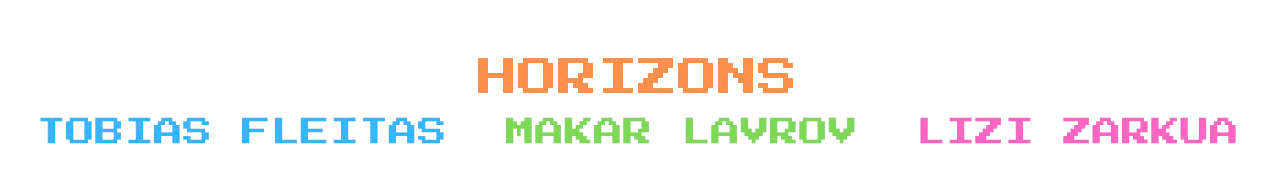 HORIZONS
TOBIAS FLEITAS MAKAR LAVROV LIZI ZARKUA